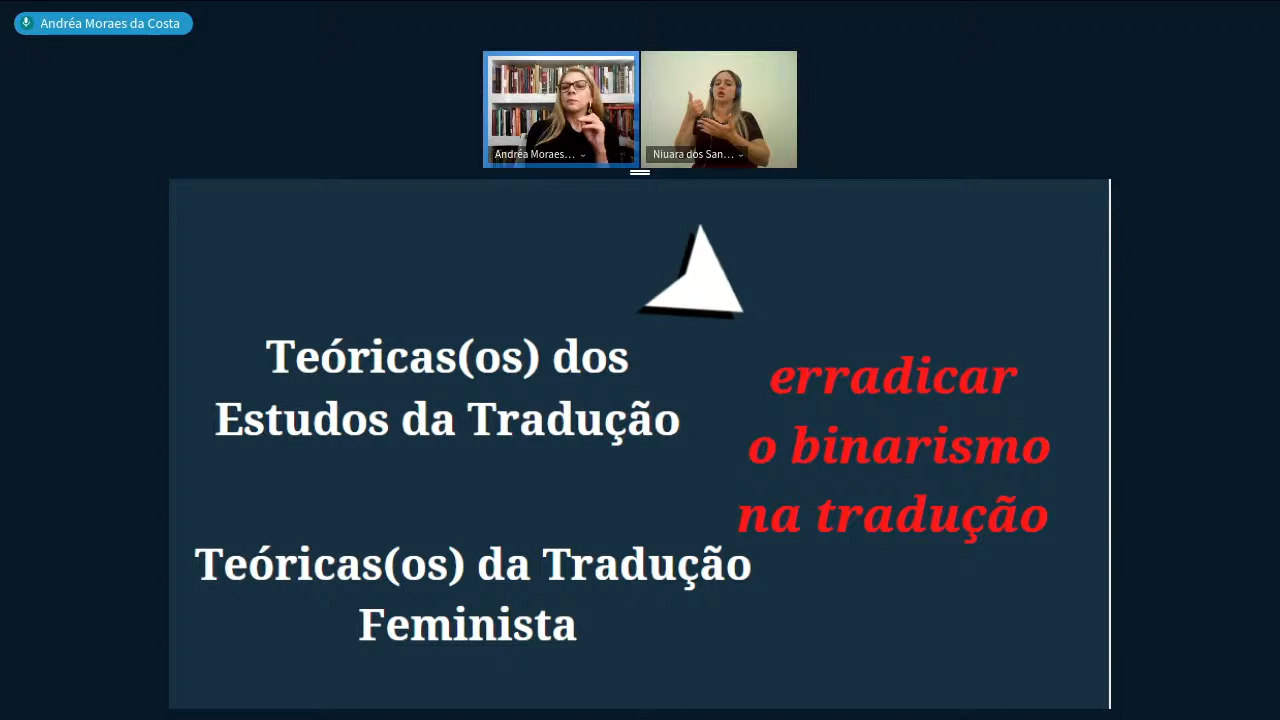 Andréa Moraes da Costa
Andréa Moraes...
Niuara dos San...
Teóricas(os) dos
Estudos da Tradução
erradicar
o binarismo
na tradução
Teóricas(os) da Tradução
Feminista